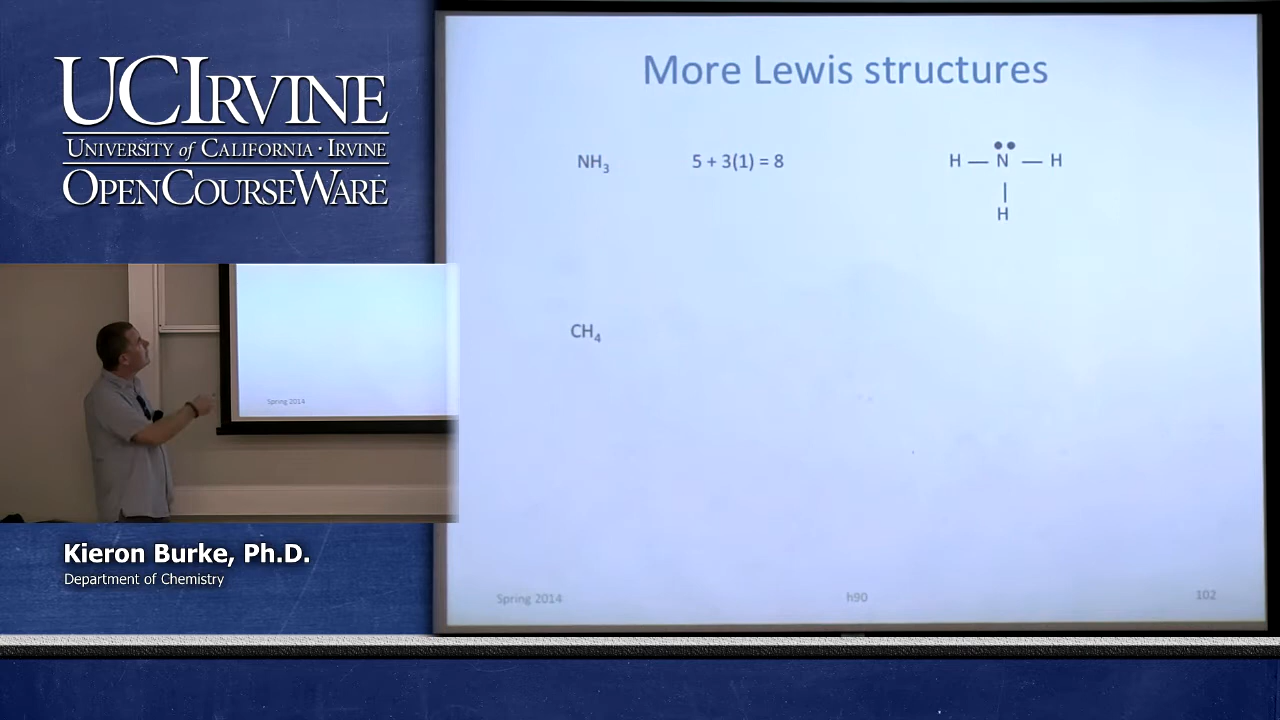 UCIRVINE
UNIVERSITY of CALIFORNIA · IRVINE
OPENCOURSEWARE
More Lewis structures
NH₃ 5 + 3(1) = 8 H — N — H
H
CH₄
Spring 2014
Kieron Burke, Ph.D.
Department of Chemistry
Spring 2014 h90 102